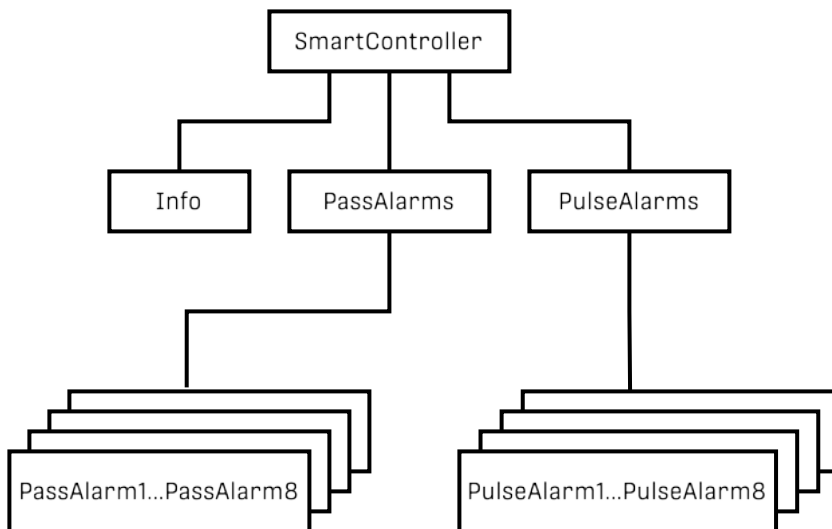 SmartController
Info
PassAlarms
PulseAlarms
PassAlarm1...PassAlarm8
PulseAlarm1...PulseAlarm8